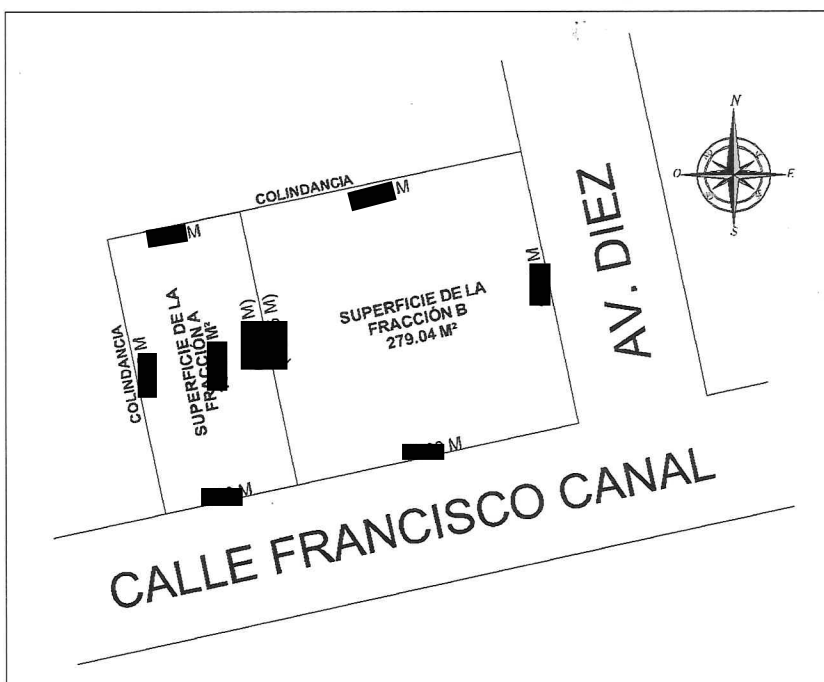 N
O
E
S
COLINDANCIA
M
M
M
COLINDANCIA
M
SUPERFICIE DE LA
FRACCIÓN A
M²
M)
M)
SUPERFICIE DE LA
FRACCIÓN B
279.04 M²
AV. DIEZ
M
M
CALLE FRANCISCO CANAL